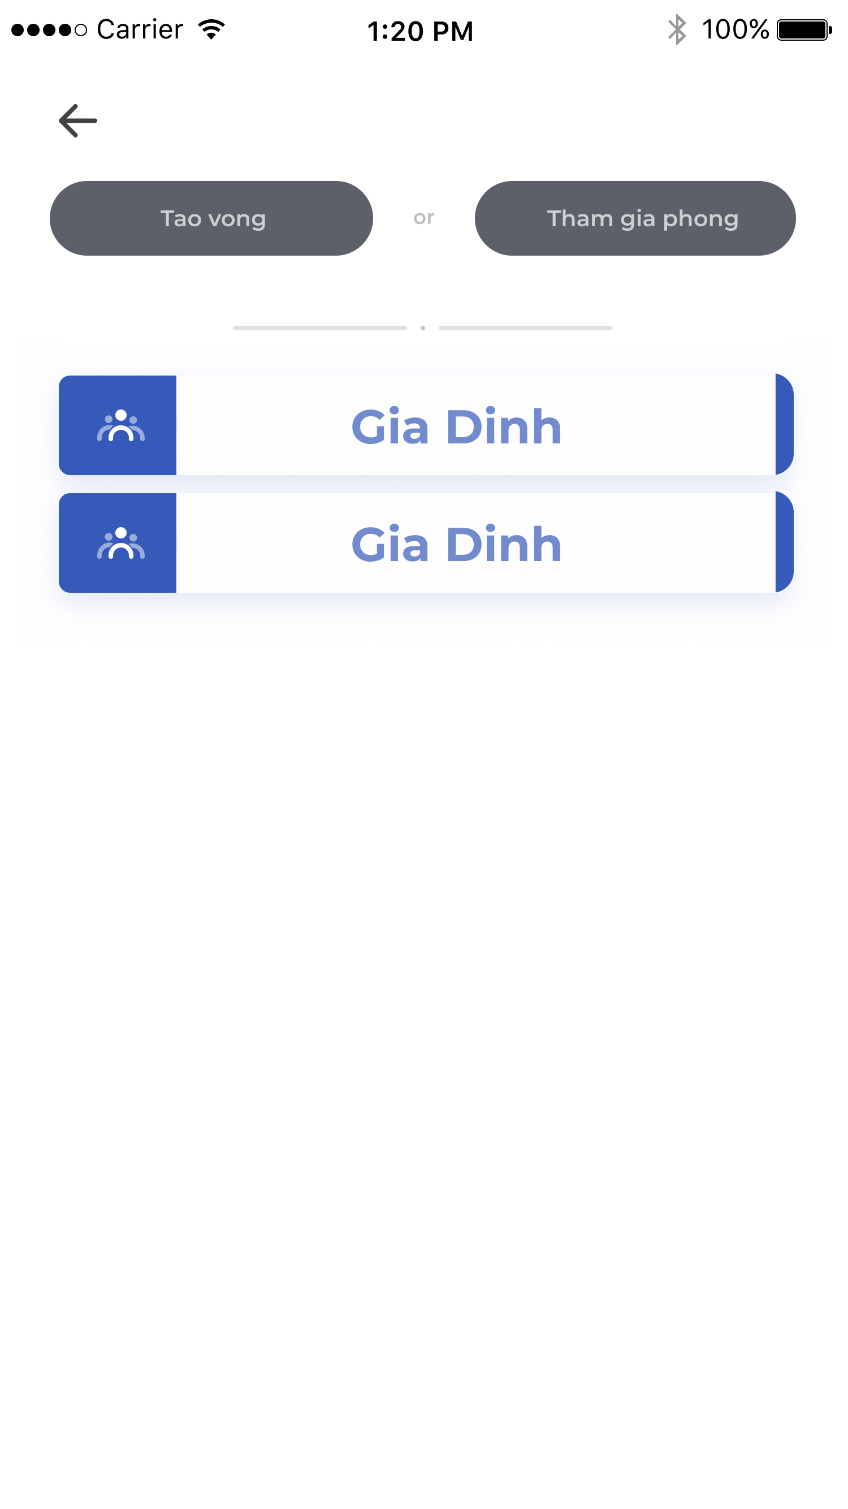 Carrier 1:20 PM 100%
Tao vong or Tham gia phong
Gia Dinh
Gia Dinh